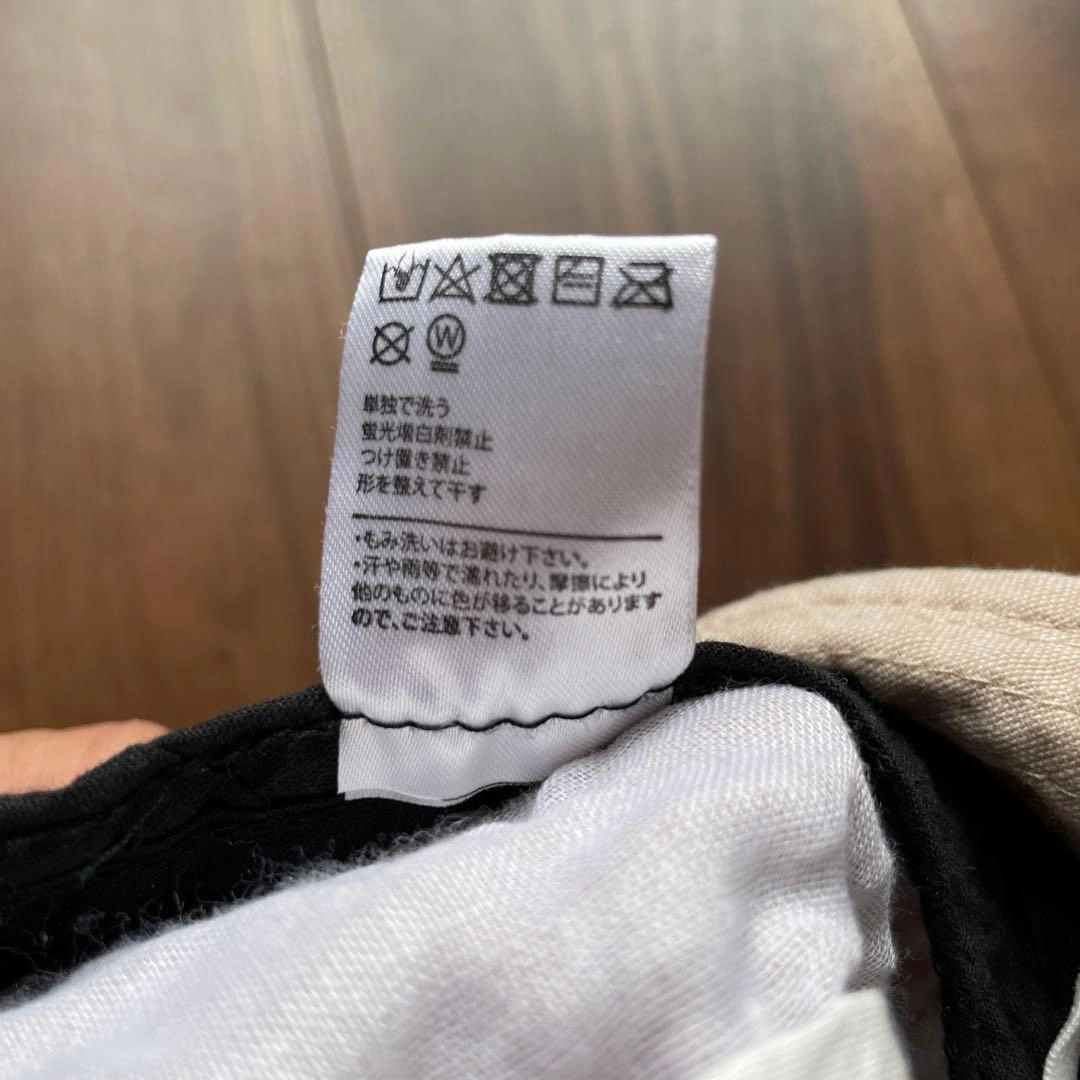 W
単独で洗う
蛍光増白剤禁止
つけ置き禁止
形を整えて干す
・もみ洗いはお避け下さい。
・汗や雨等で濡れたり、摩擦により
他のものに色が移ることがあります
ので、ご注意下さい。